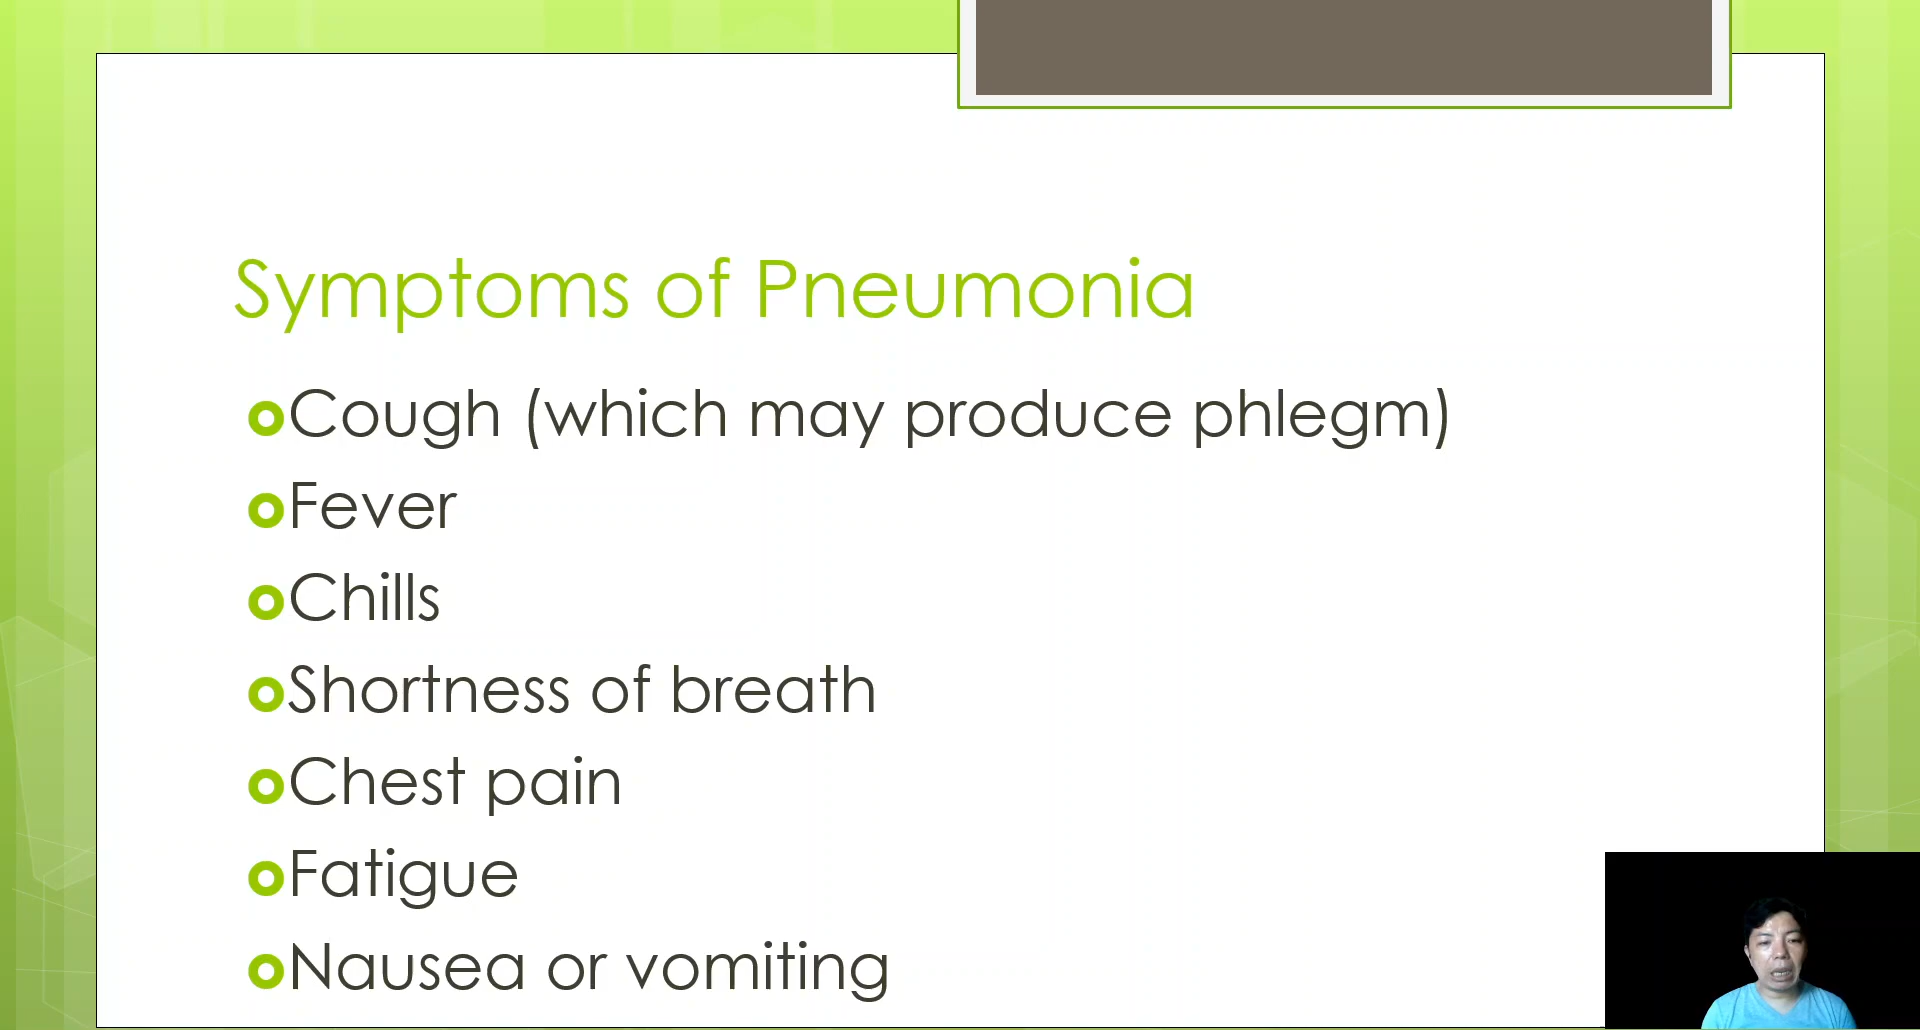 Symptoms of Pneumonia
Cough (which may produce phlegm)
Fever
Chills
Shortness of breath
Chest pain
Fatigue
Nausea or vomiting